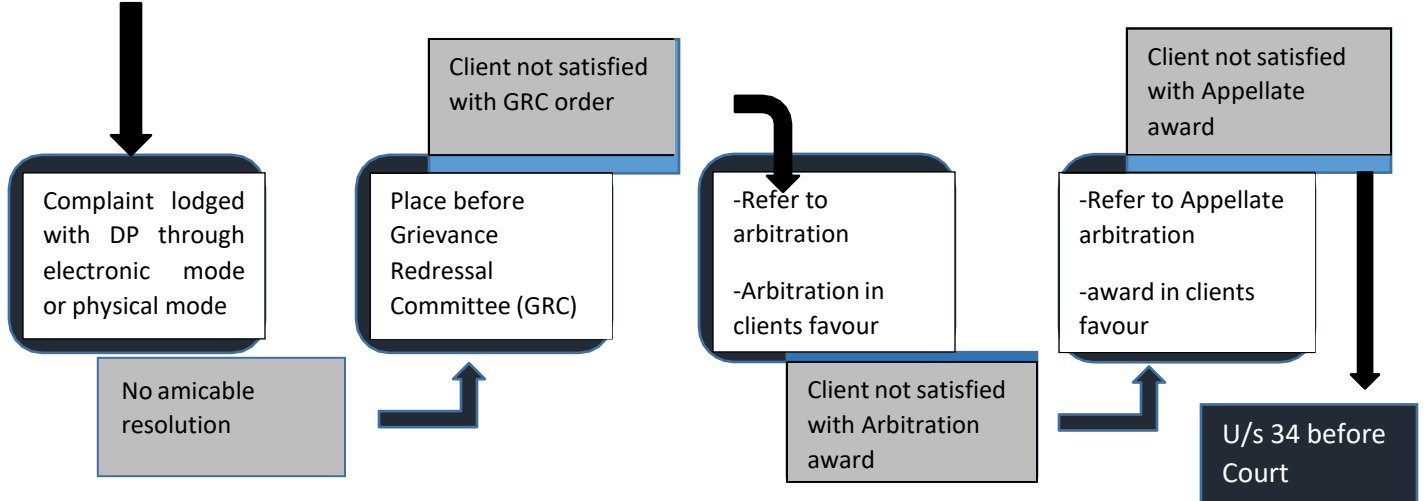 Complaint lodged
with DP through
electronic mode
or physical mode
No amicable
resolution
Place before
Grievance
Redressal
Committee (GRC)
Client not satisfied
with GRC order
-Refer to
arbitration
-Arbitration in
clients favour
Client not satisfied
with Arbitration
award
-Refer to Appellate
arbitration
-award in clients
favour
Client not satisfied
with Appellate
award
U/s 34 before
Court